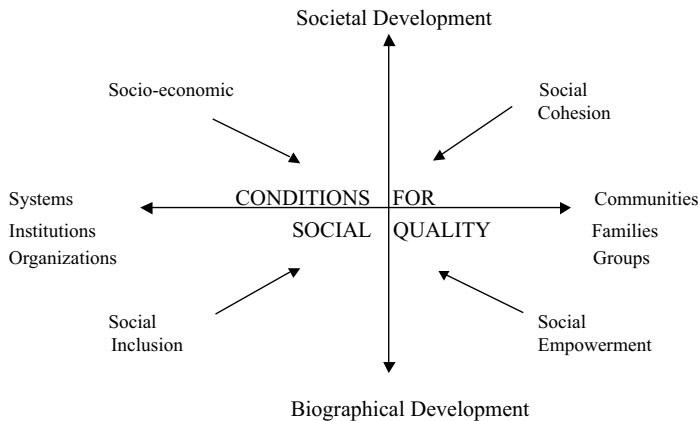 Societal Development
Socio-economic
Social
Cohesion
Systems
CONDITIONS FOR
Communities
Institutions
SOCIAL QUALITY
Families
Organizations
Groups
Social
Inclusion
Social
Empowerment
Biographical Development